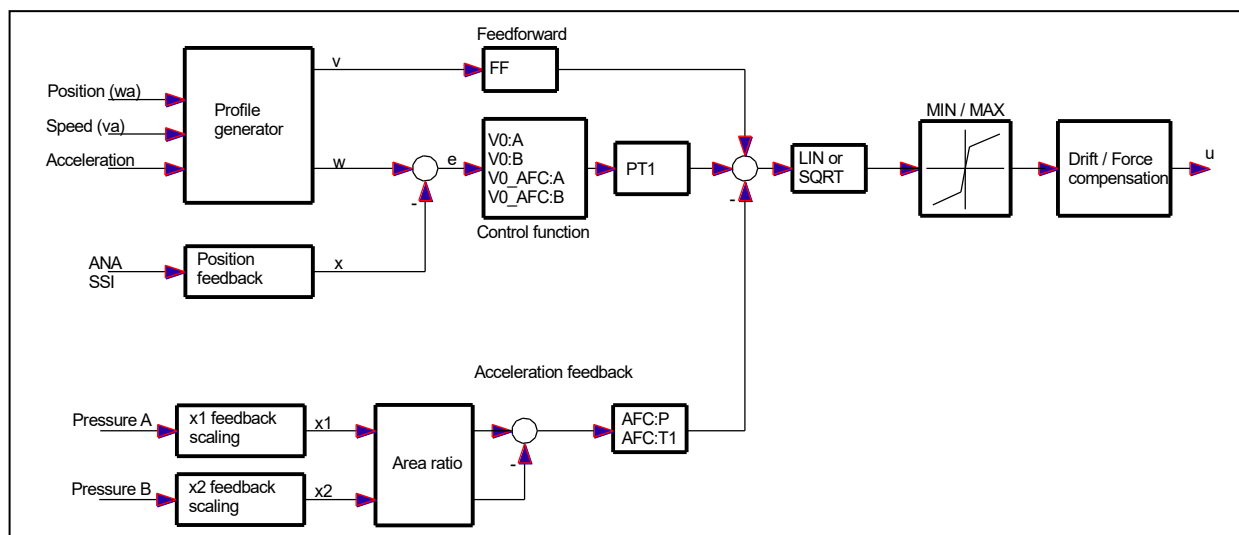 Feedforward
v
FF
Position (wa)
Speed (va)
Acceleration
Profile
generator
MIN / MAX
V0:A
V0:B
V0_AFC:A
V0_AFC:B
Control function
w
e
-
PT1
-
LIN or
SQRT
Drift / Force
compensation
u
ANA
SSI
Position
feedback
x
Acceleration feedback
Pressure A
x1 feedback
scaling
x1
Area ratio
-
AFC:P
AFC:T1
Pressure B
x2 feedback
scaling
x2